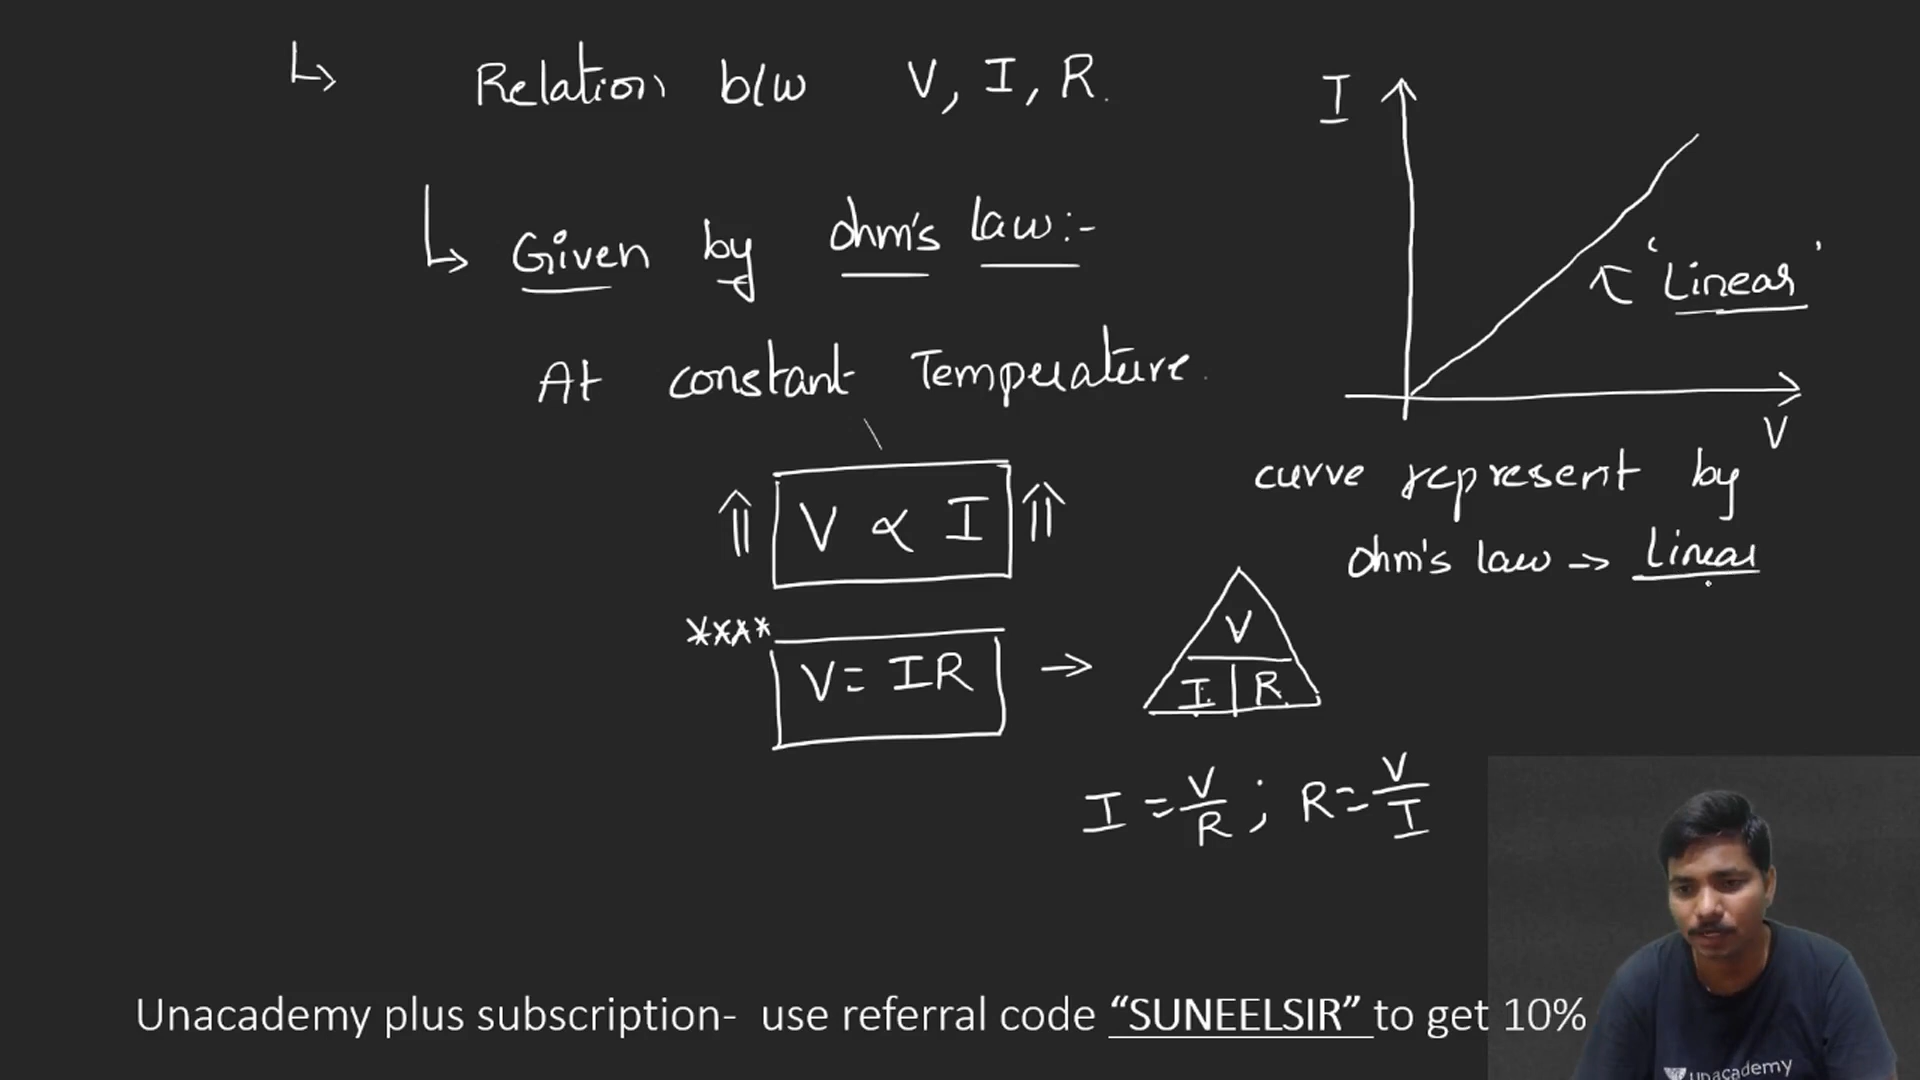 ↳ Relation b/w V, I, R.
↳ Given by ohm's law:-
At constant Temperature.
⇑ V ∝ I ⇑
**** V = IR →
V
I | R
I = V/R ; R = V/I
I
'Linear'
V
curve represent by
ohm's law → Linear
Unacademy plus subscription- use referral code “SUNEELSIR” to get 10%
unacademy